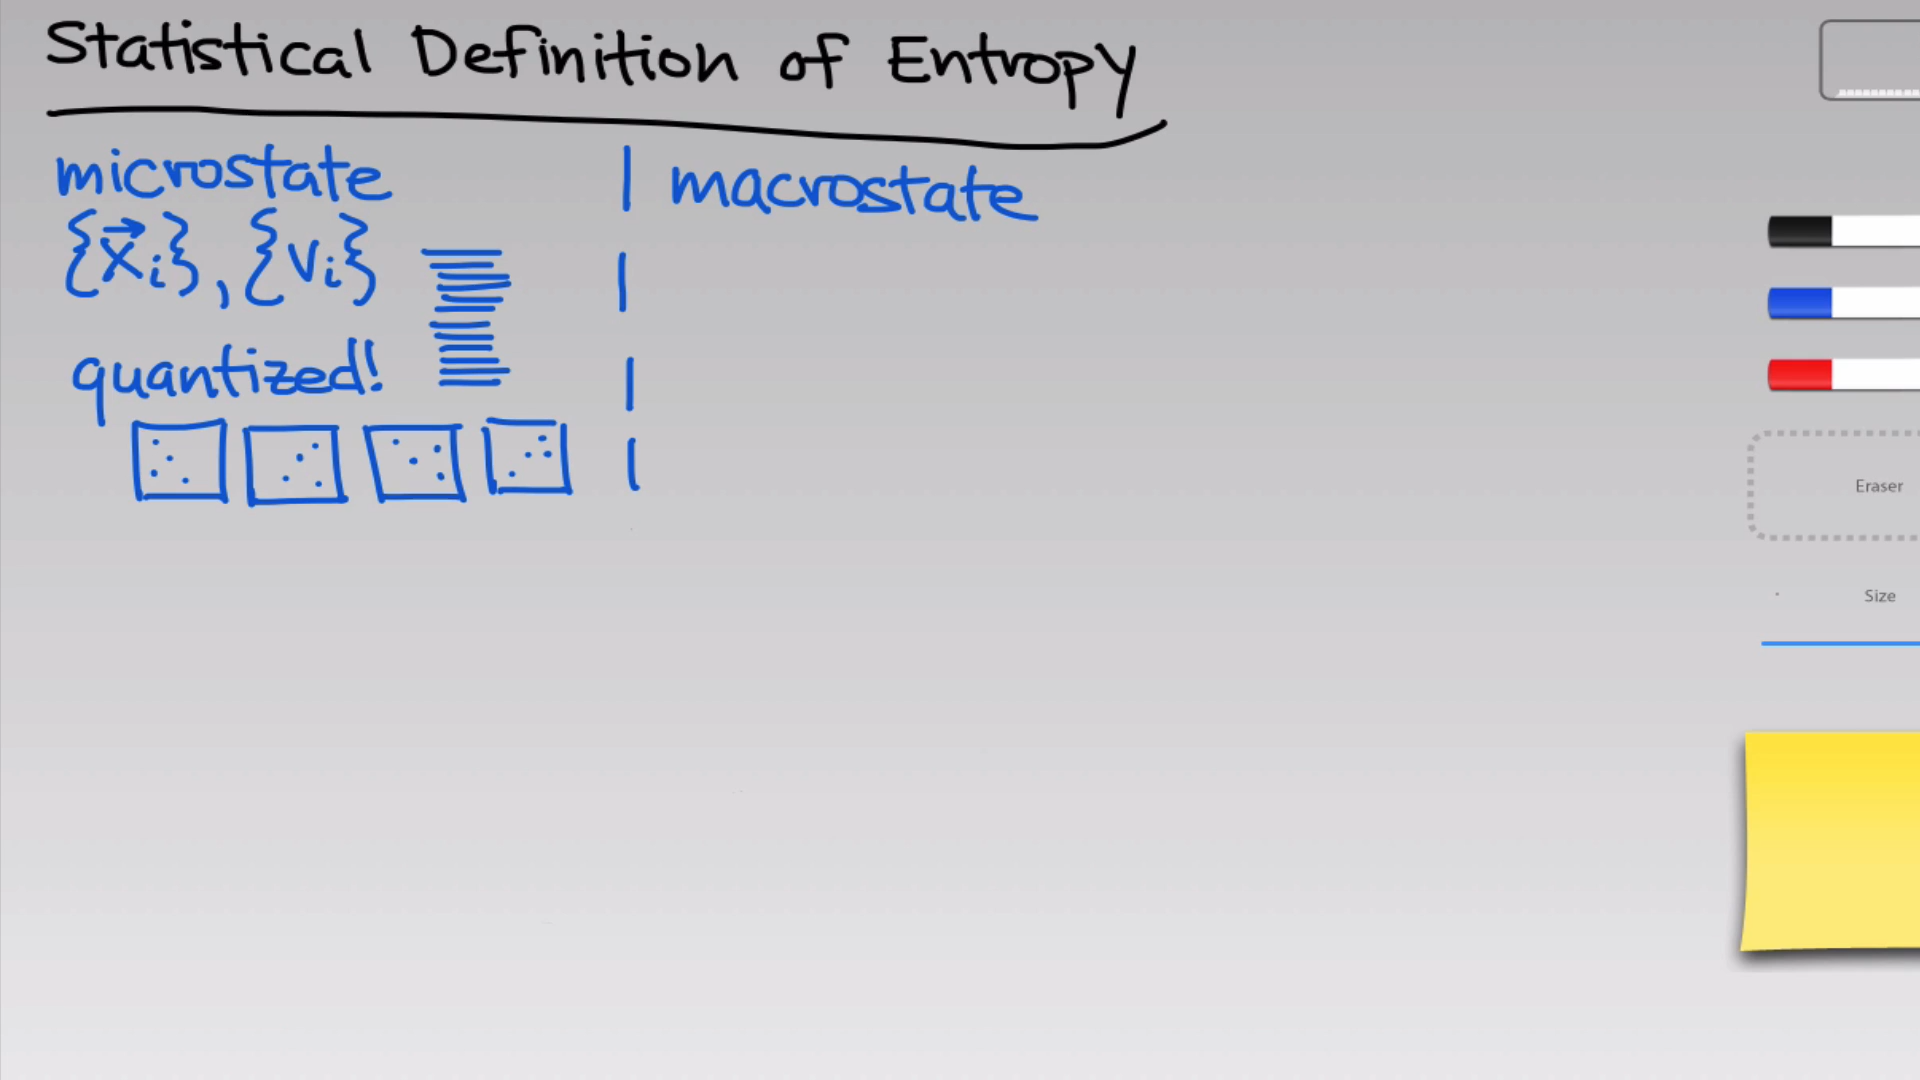 Statistical Definition of Entropy
microstate | macrostate
{x⃗ᵢ}, {vᵢ}
quantized!
Eraser
Size